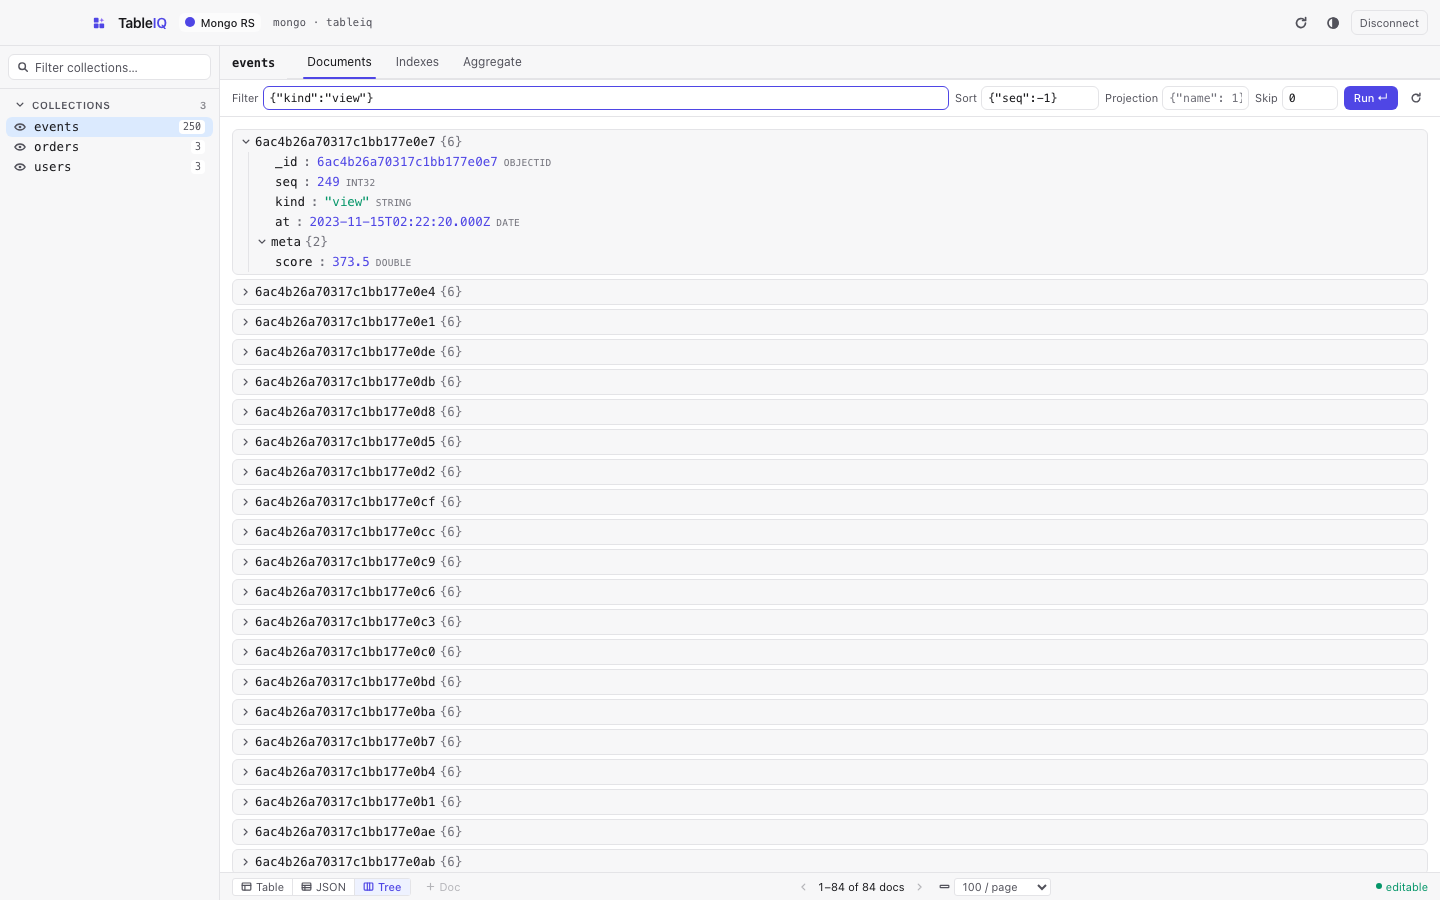 TableIQ Mongo RS mongo · tableiq Disconnect
Filter collections...
COLLECTIONS 3
events 250
orders 3
users 3
events Documents Indexes Aggregate
Filter {"kind":"view"} Sort {"seq":-1} Projection {"name": 1} Skip 0 Run
6ac4b26a70317c1bb177e0e7 {6}
_id : 6ac4b26a70317c1bb177e0e7 OBJECTID
seq : 249 INT32
kind : "view" STRING
at : 2023-11-15T02:22:20.000Z DATE
meta {2}
score : 373.5 DOUBLE
6ac4b26a70317c1bb177e0e4 {6}
6ac4b26a70317c1bb177e0e1 {6}
6ac4b26a70317c1bb177e0de {6}
6ac4b26a70317c1bb177e0db {6}
6ac4b26a70317c1bb177e0d8 {6}
6ac4b26a70317c1bb177e0d5 {6}
6ac4b26a70317c1bb177e0d2 {6}
6ac4b26a70317c1bb177e0cf {6}
6ac4b26a70317c1bb177e0cc {6}
6ac4b26a70317c1bb177e0c9 {6}
6ac4b26a70317c1bb177e0c6 {6}
6ac4b26a70317c1bb177e0c3 {6}
6ac4b26a70317c1bb177e0c0 {6}
6ac4b26a70317c1bb177e0bd {6}
6ac4b26a70317c1bb177e0ba {6}
6ac4b26a70317c1bb177e0b7 {6}
6ac4b26a70317c1bb177e0b4 {6}
6ac4b26a70317c1bb177e0b1 {6}
6ac4b26a70317c1bb177e0ae {6}
6ac4b26a70317c1bb177e0ab {6}
Table JSON Tree + Doc 1–84 of 84 docs 100 / page editable